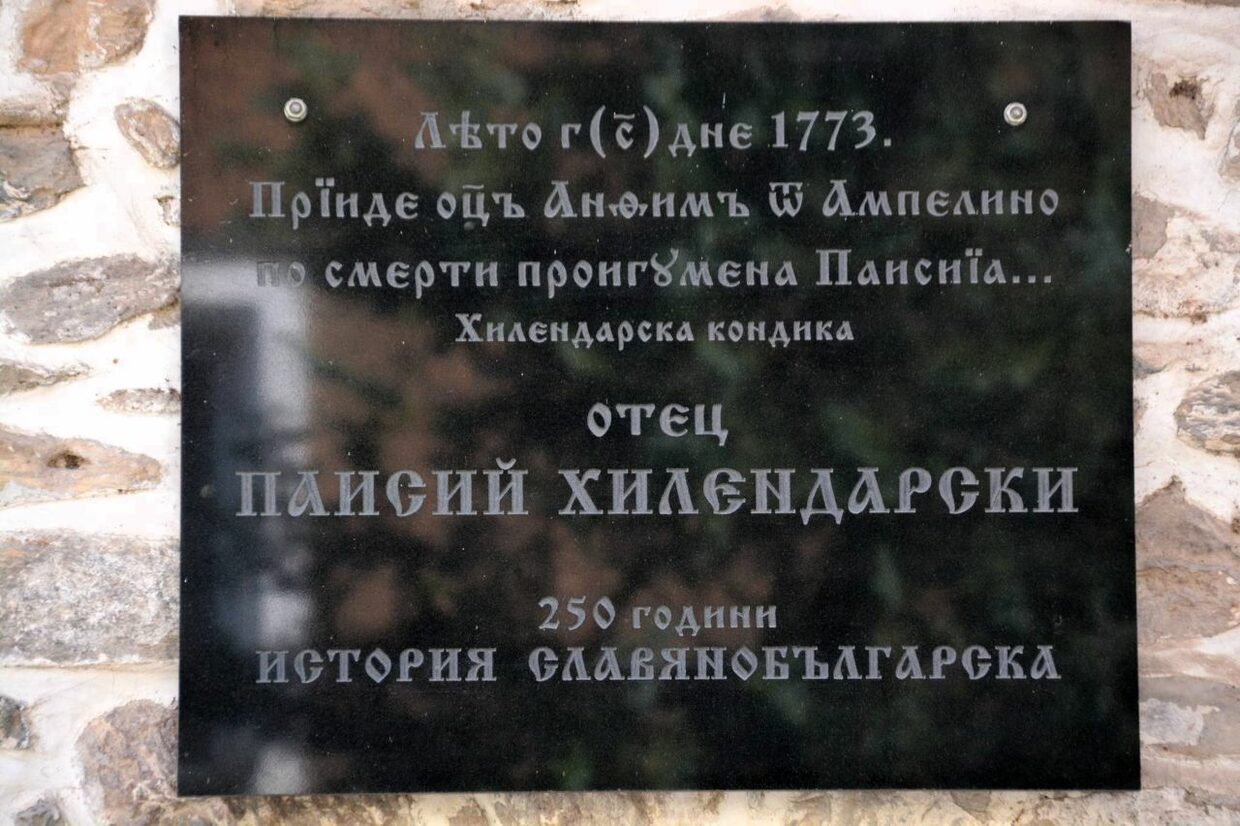 Лѣто г(с҃)дне 1773.
Прїиде оц҃ъ Анѳимъ ѿ Ампелино
по смерти проигꙋмена Паисиїа...
Хилендарска кондика
ОТЕЦ
ПАИСИЙ ХИЛЕНДАРСКИ
250 години
ИСТОРИЯ СЛАВЯНОБЪЛГАРСКА